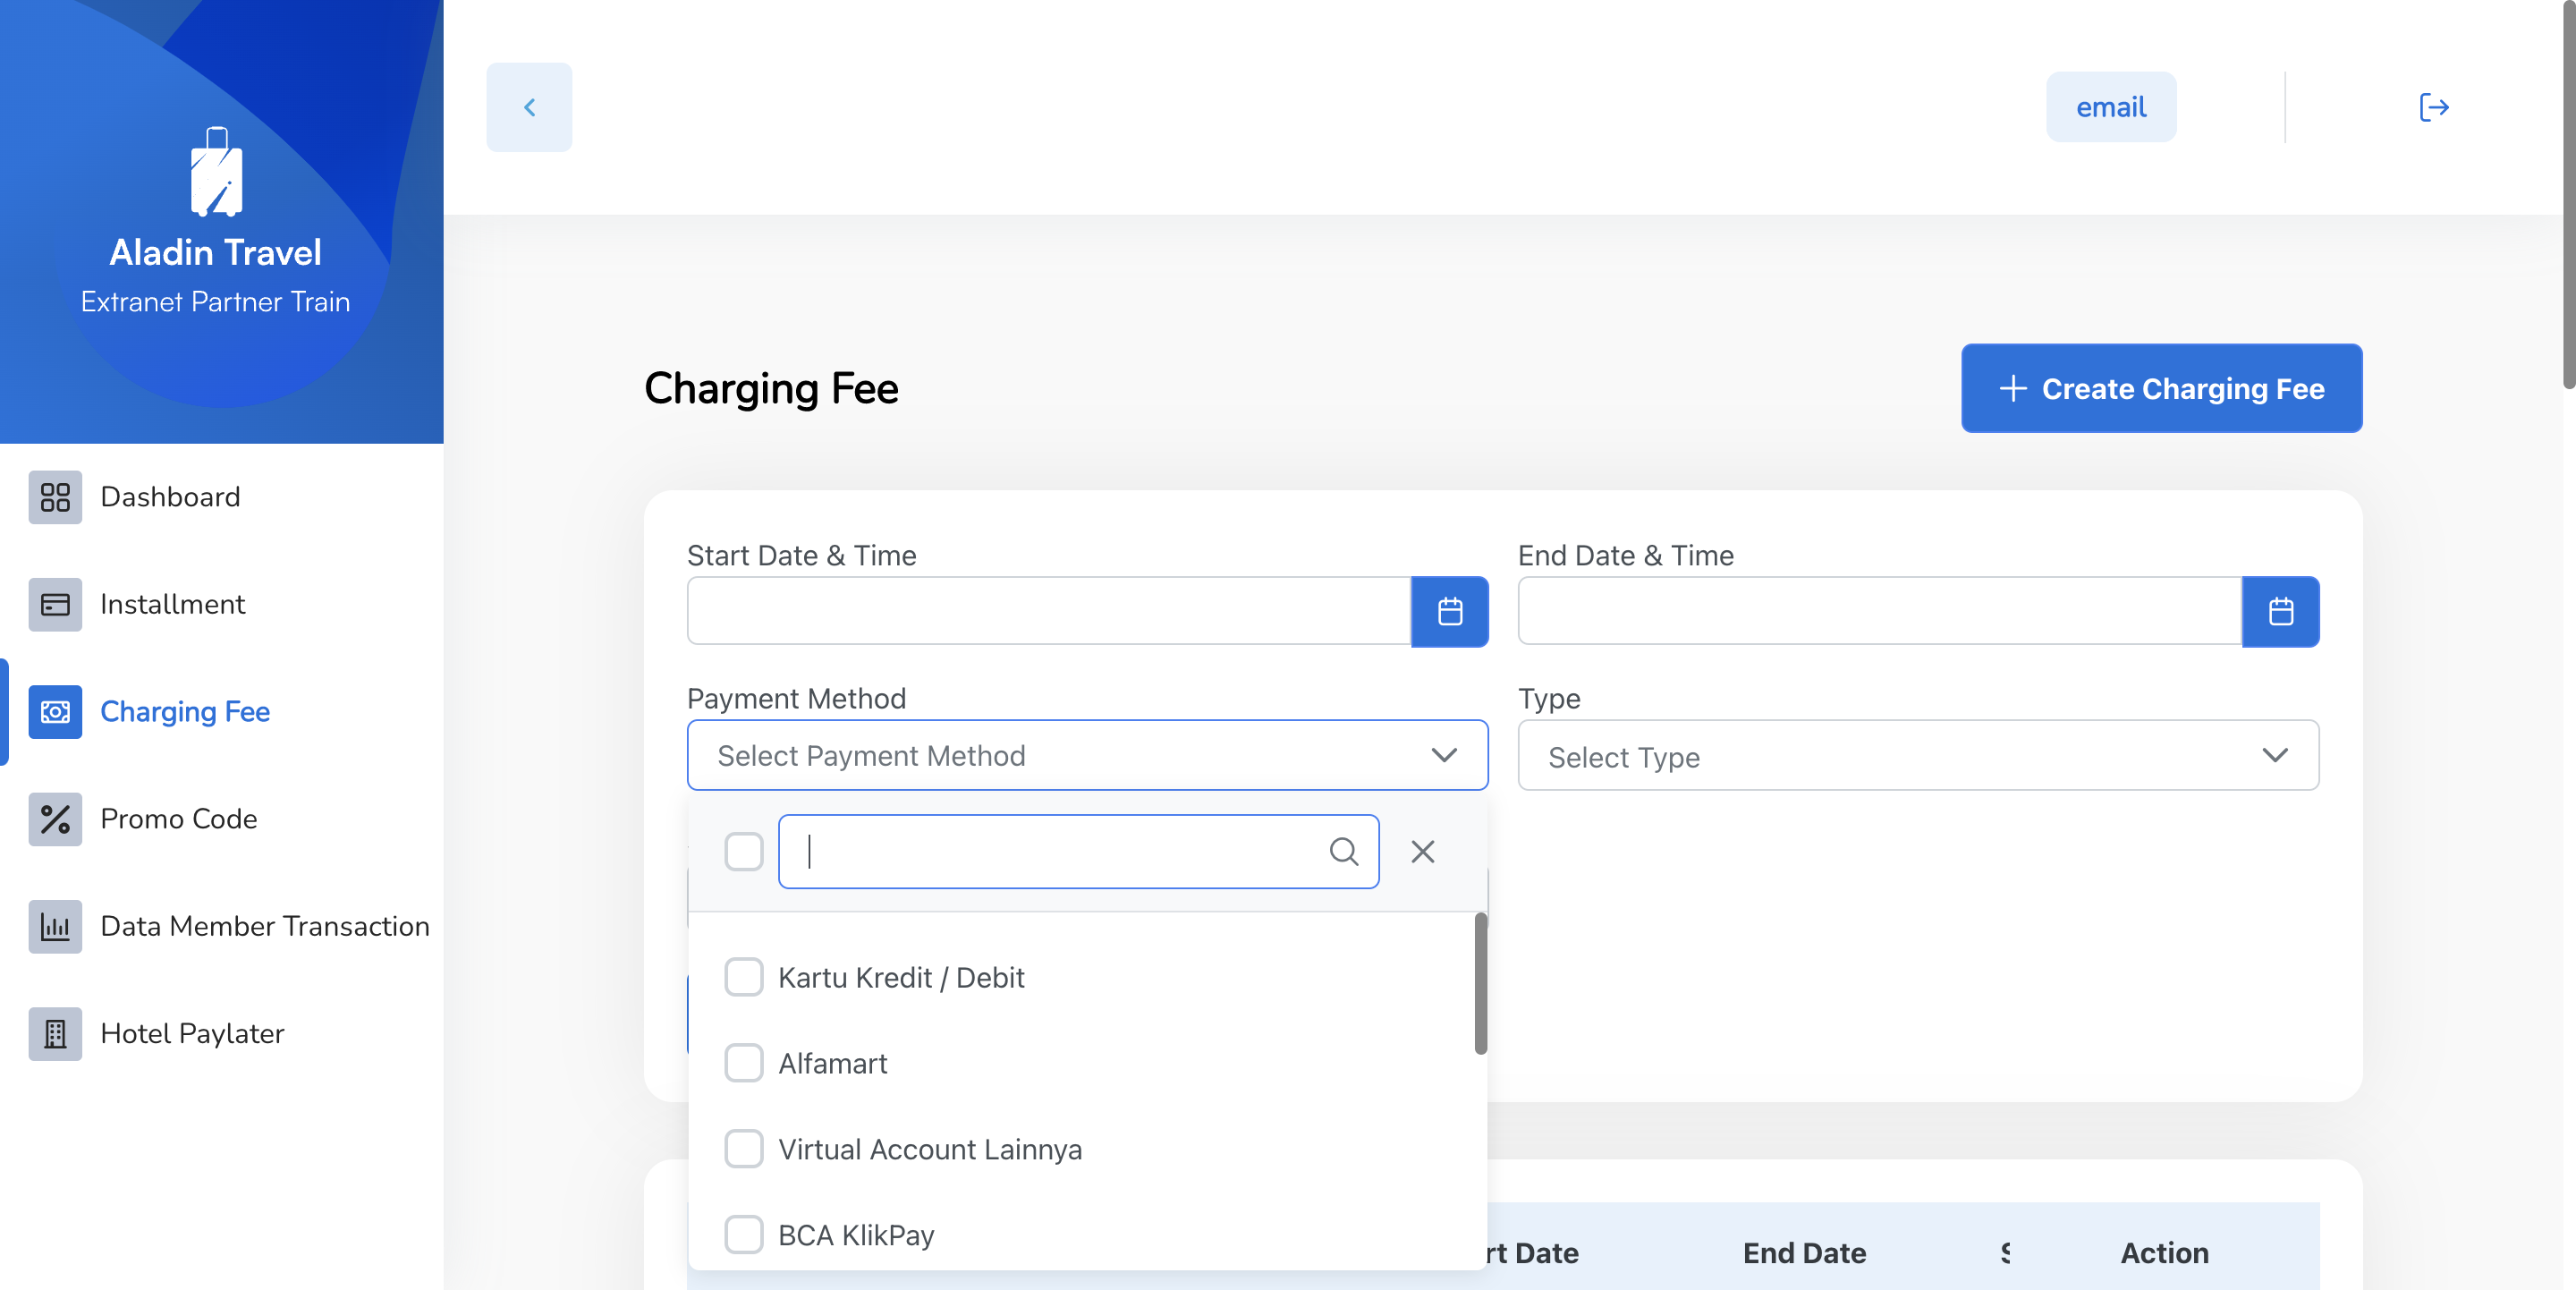 Aladin Travel
Extranet Partner Train
Dashboard
Installment
Charging Fee
Promo Code
Data Member Transaction
Hotel Paylater
email
Charging Fee
Create Charging Fee
Start Date & Time
End Date & Time
Payment Method
Type
Select Payment Method
Select Type
Kartu Kredit / Debit
Alfamart
Virtual Account Lainnya
BCA KlikPay
rt Date
End Date
Action